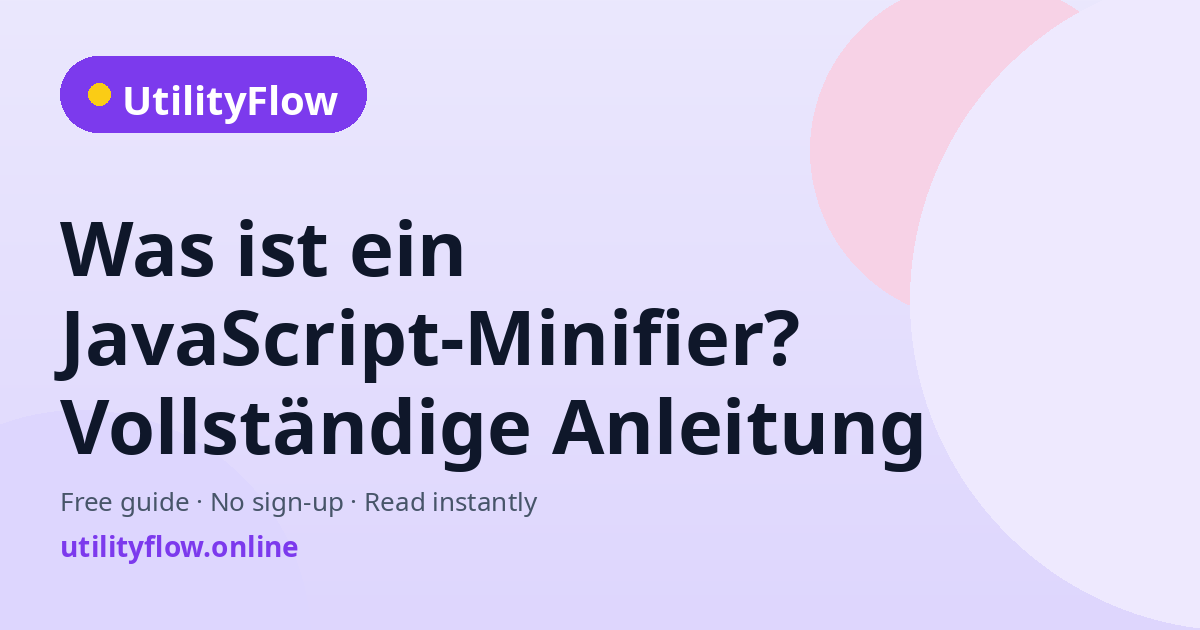 UtilityFlow
Was ist ein
JavaScript-Minifier?
Vollständige Anleitung
Free guide · No sign-up · Read instantly
utilityflow.online